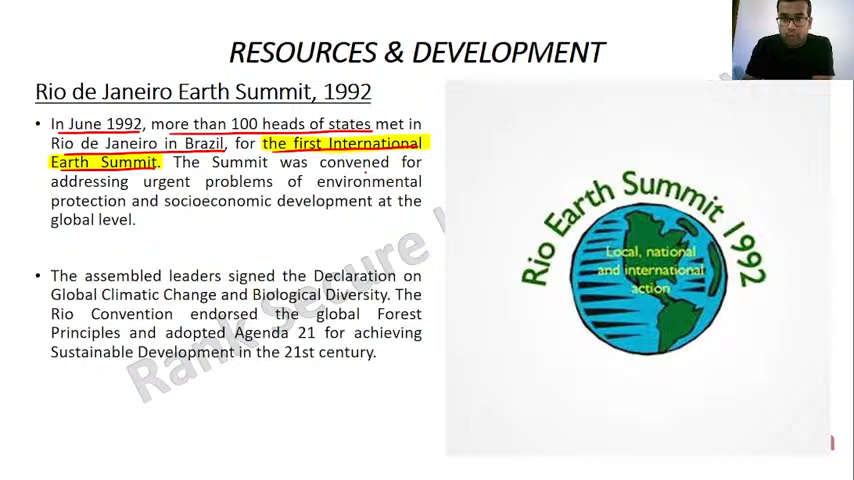 RESOURCES & DEVELOPMENT
Rio de Janeiro Earth Summit, 1992
• In June 1992, more than 100 heads of states met in
Rio de Janeiro in Brazil, for the first International
Earth Summit. The Summit was convened for
addressing urgent problems of environmental
protection and socioeconomic development at the
global level.
• The assembled leaders signed the Declaration on
Global Climatic Change and Biological Diversity. The
Rio Convention endorsed the global Forest
Principles and adopted Agenda 21 for achieving
Sustainable Development in the 21st century.
Rio Earth Summit 1992
Local, national
and international
action
Rank Secure